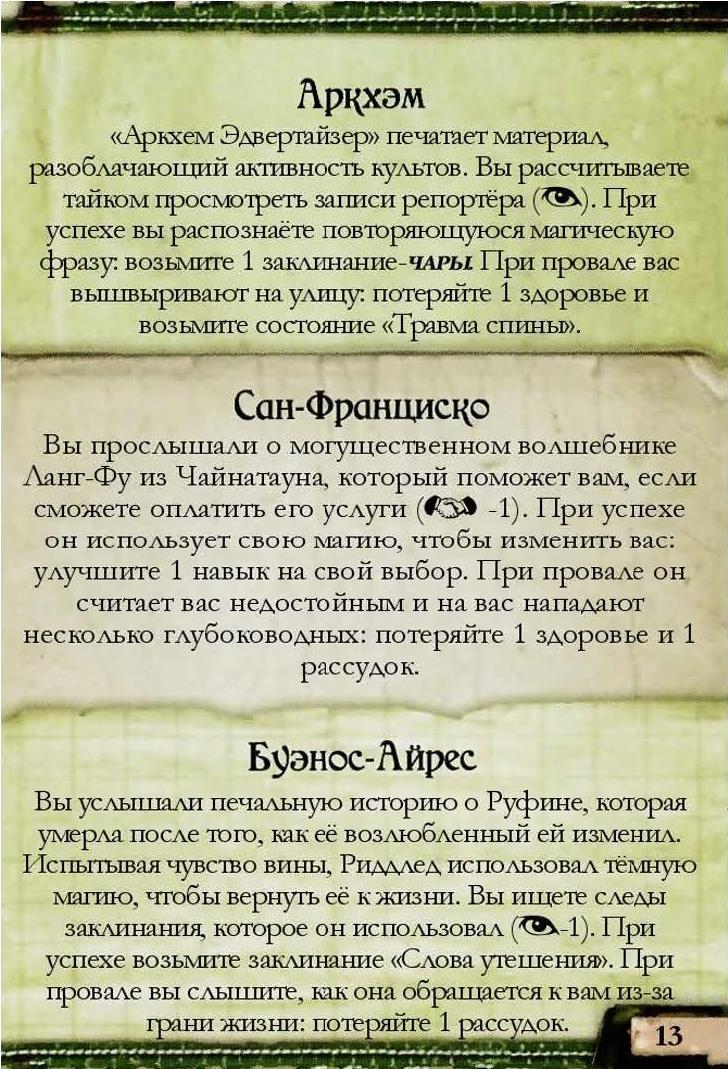 Аркхэм
«Аркхем Эдвертайзер» печатает материал,
разоблачающий активность культов. Вы рассчитываете
тайком просмотреть записи репортёра (). При
успехе вы распознаёте повторяющуюся магическую
фразу: возьмите 1 заклинание-ЧАРЫ. При провале вас
вышвыривают на улицу: потеряйте 1 здоровье и
возьмите состояние «Травма спины».
Сан-Франциско
Вы прослышали о могущественном волшебнике
Ланг-Фу из Чайнатауна, который поможет вам, если
сможете оплатить его услуги ( -1). При успехе
он использует свою магию, чтобы изменить вас:
улучшите 1 навык на свой выбор. При провале он
считает вас недостойным и на вас нападают
несколько глубоководных: потеряйте 1 здоровье и 1
рассудок.
Буэнос-Айрес
Вы услышали печальную историю о Руфине, которая
умерла после того, как её возлюбленный ей изменил.
Испытывая чувство вины, Риддлед использовал тёмную
магию, чтобы вернуть её к жизни. Вы ищете следы
заклинания, которое он использовал (-1). При
успехе возьмите заклинание «Слова утешения». При
провале вы слышите, как она обращается к вам из-за
грани жизни: потеряйте 1 рассудок.
13